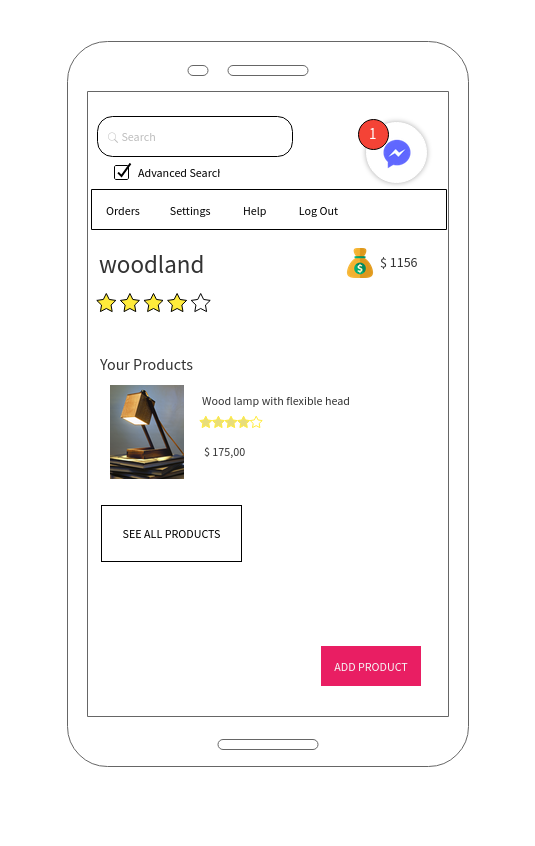 Search
1
Advanced Search
Orders Settings Help Log Out
woodland
$ 1156
Your Products
Wood lamp with flexible head
$ 175,00
SEE ALL PRODUCTS
ADD PRODUCT